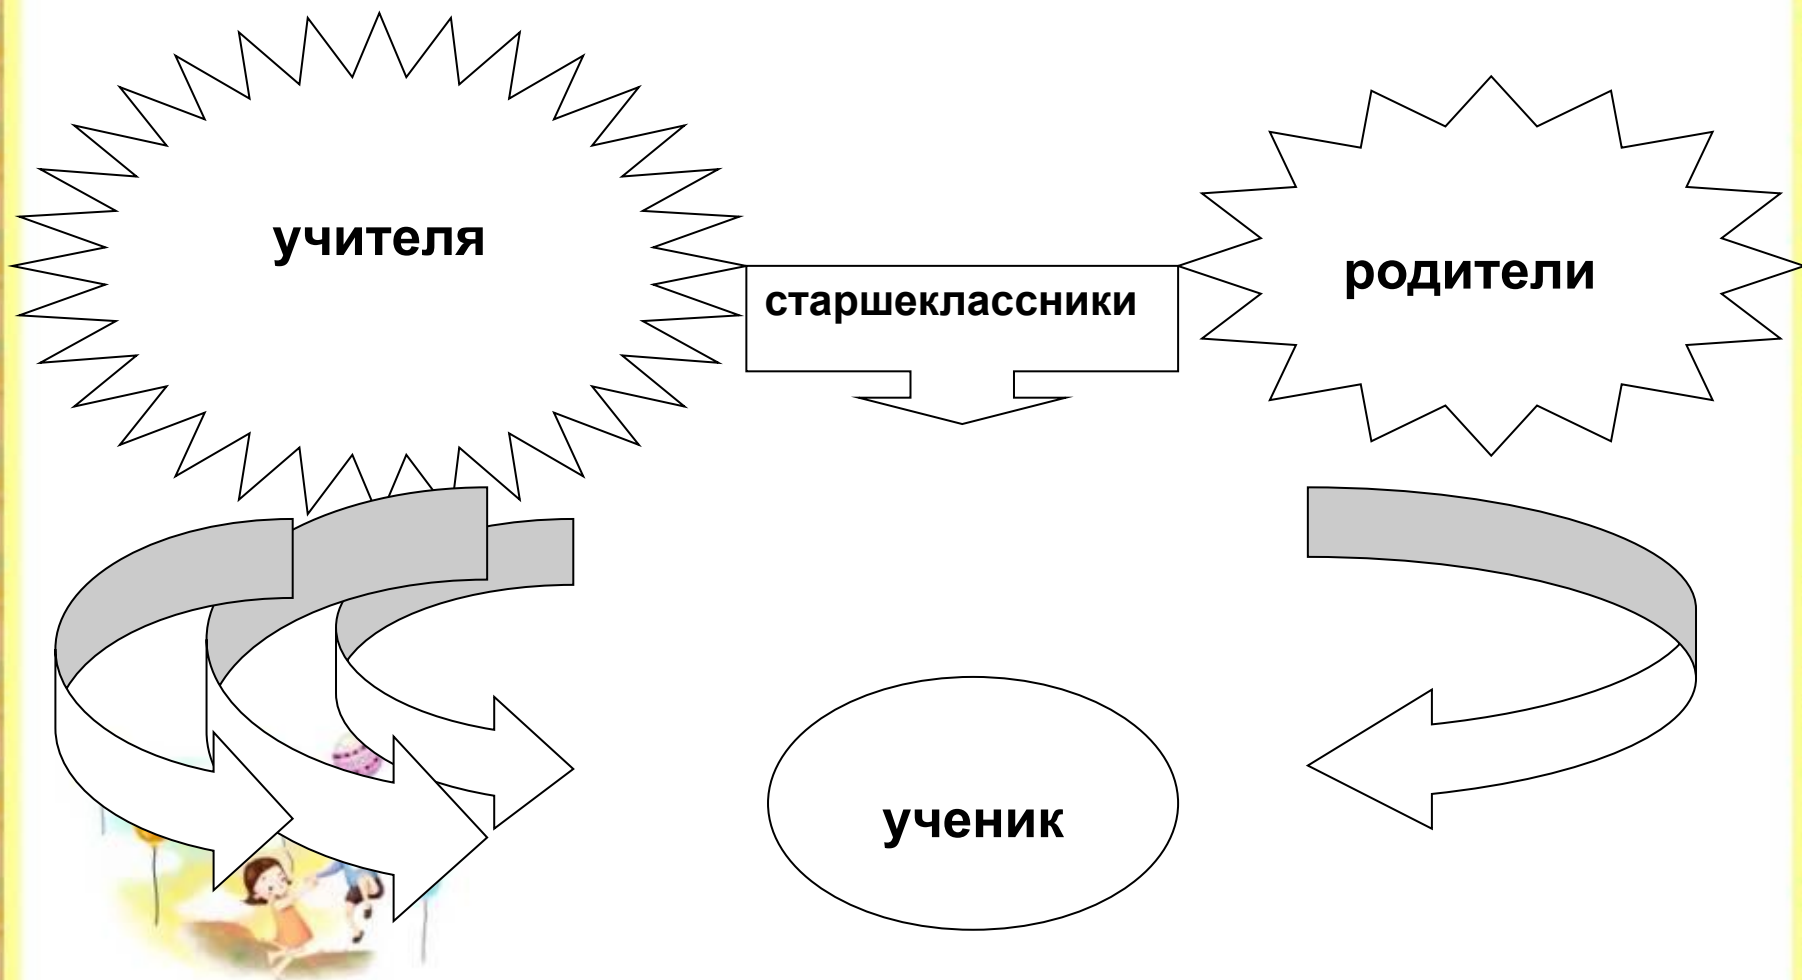 учителя
старшеклассники
родители
ученик